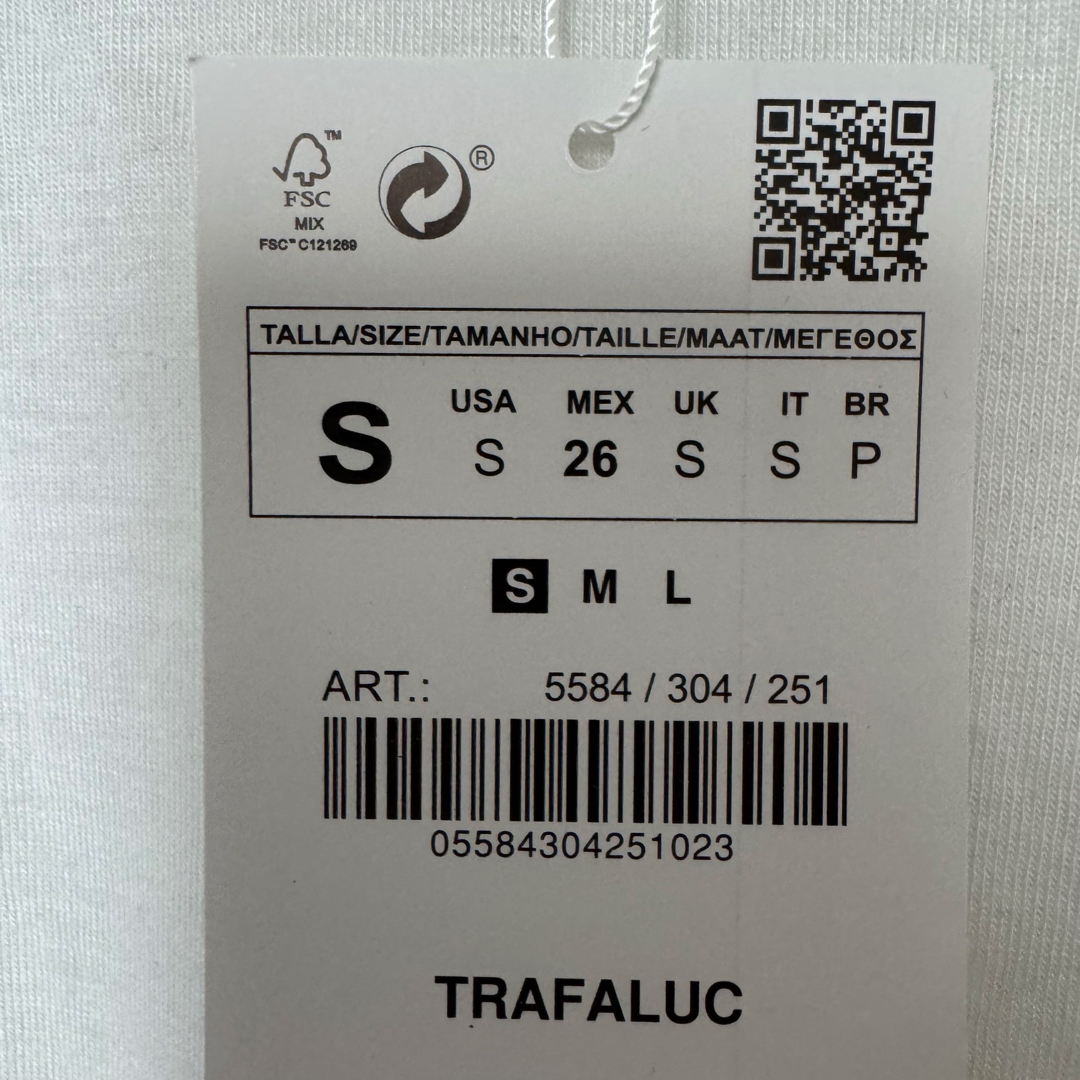 ™
FSC
MIX
FSC™ C121269
®
TALLA/SIZE/TAMANHO/TAILLE/MAAT/ΜΕΓΕΘΟΣ
S
USA MEX UK IT BR
S 26 S S P
S M L
ART.: 5584 / 304 / 251
05584304251023
TRAFALUC